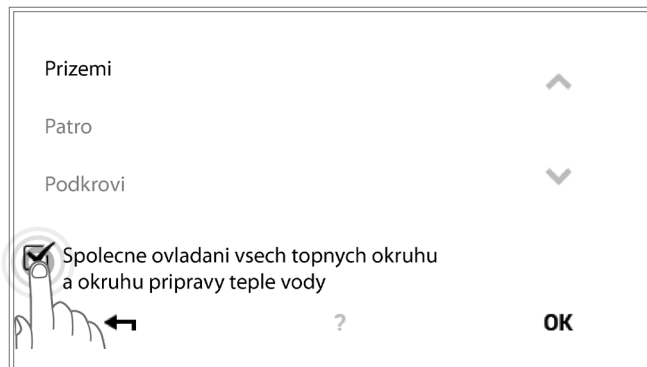 Prizemi
Patro
Podkrovi
Spolecne ovladani vsech topnych okruhu
a okruhu pripravy teple vody
?
OK